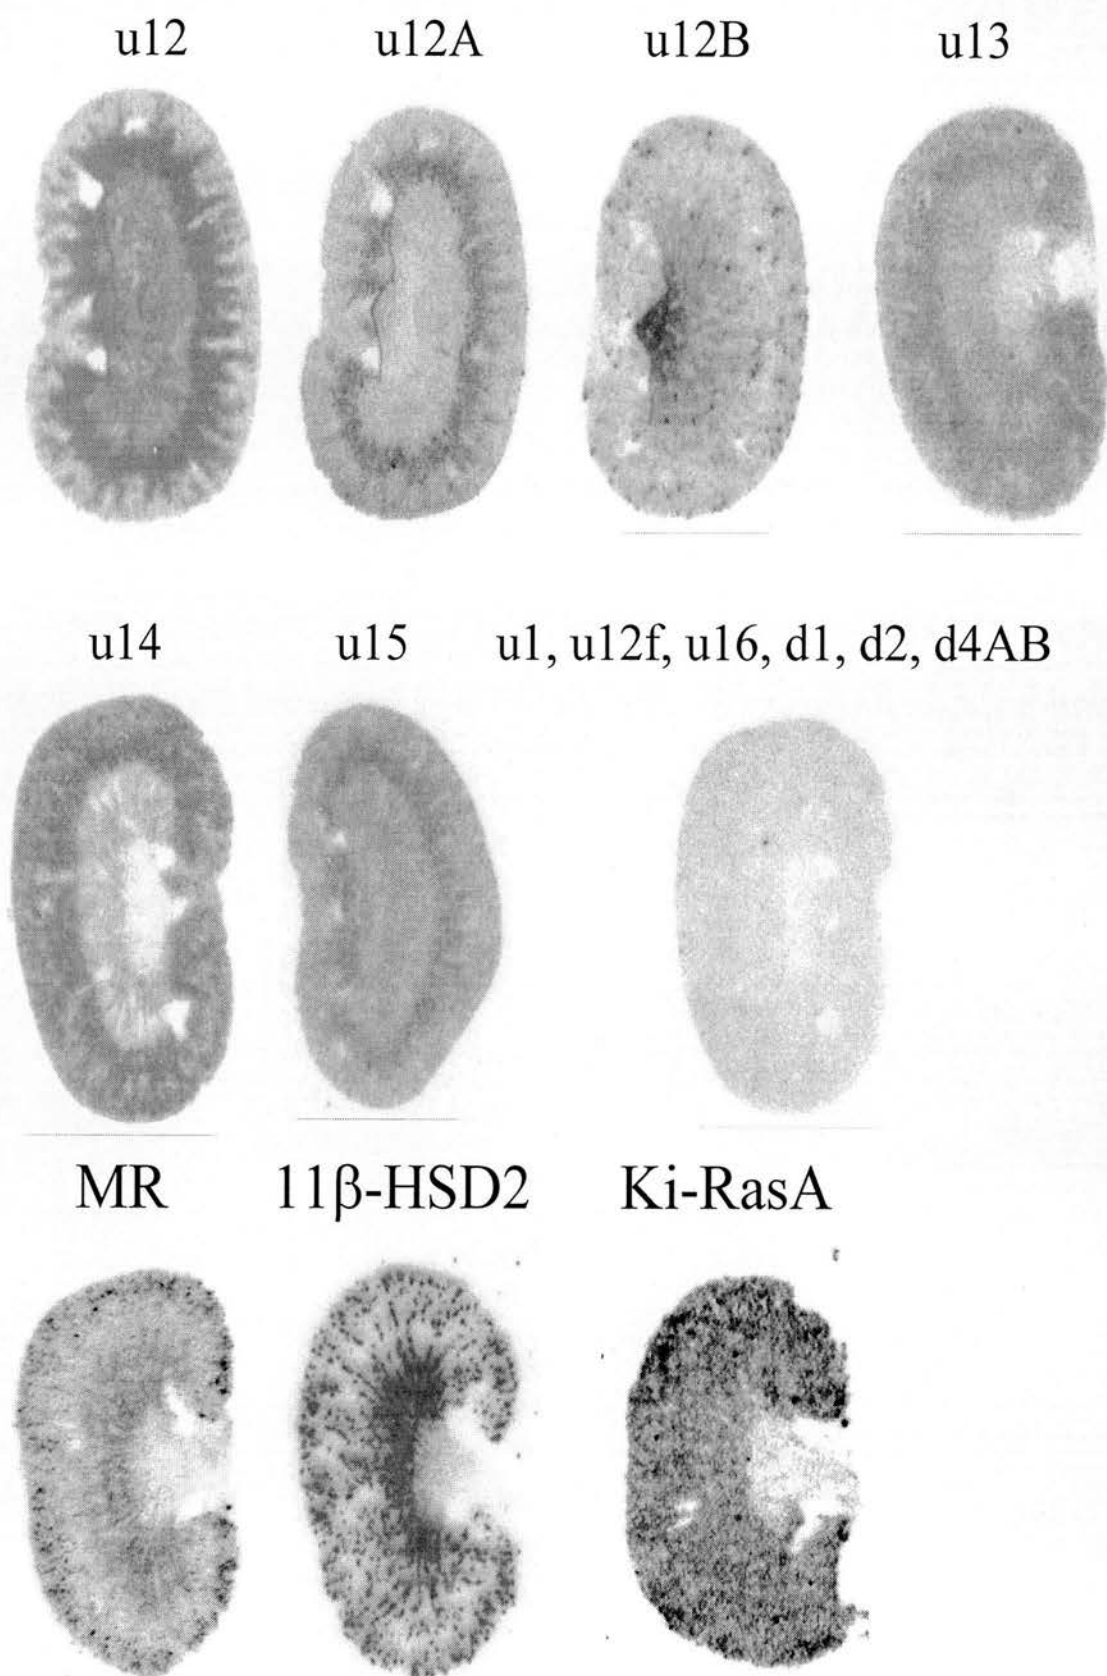 u12 u12A u12B u13
u14 u15 u1, u12f, u16, d1, d2, d4AB
MR 11β-HSD2 Ki-RasA